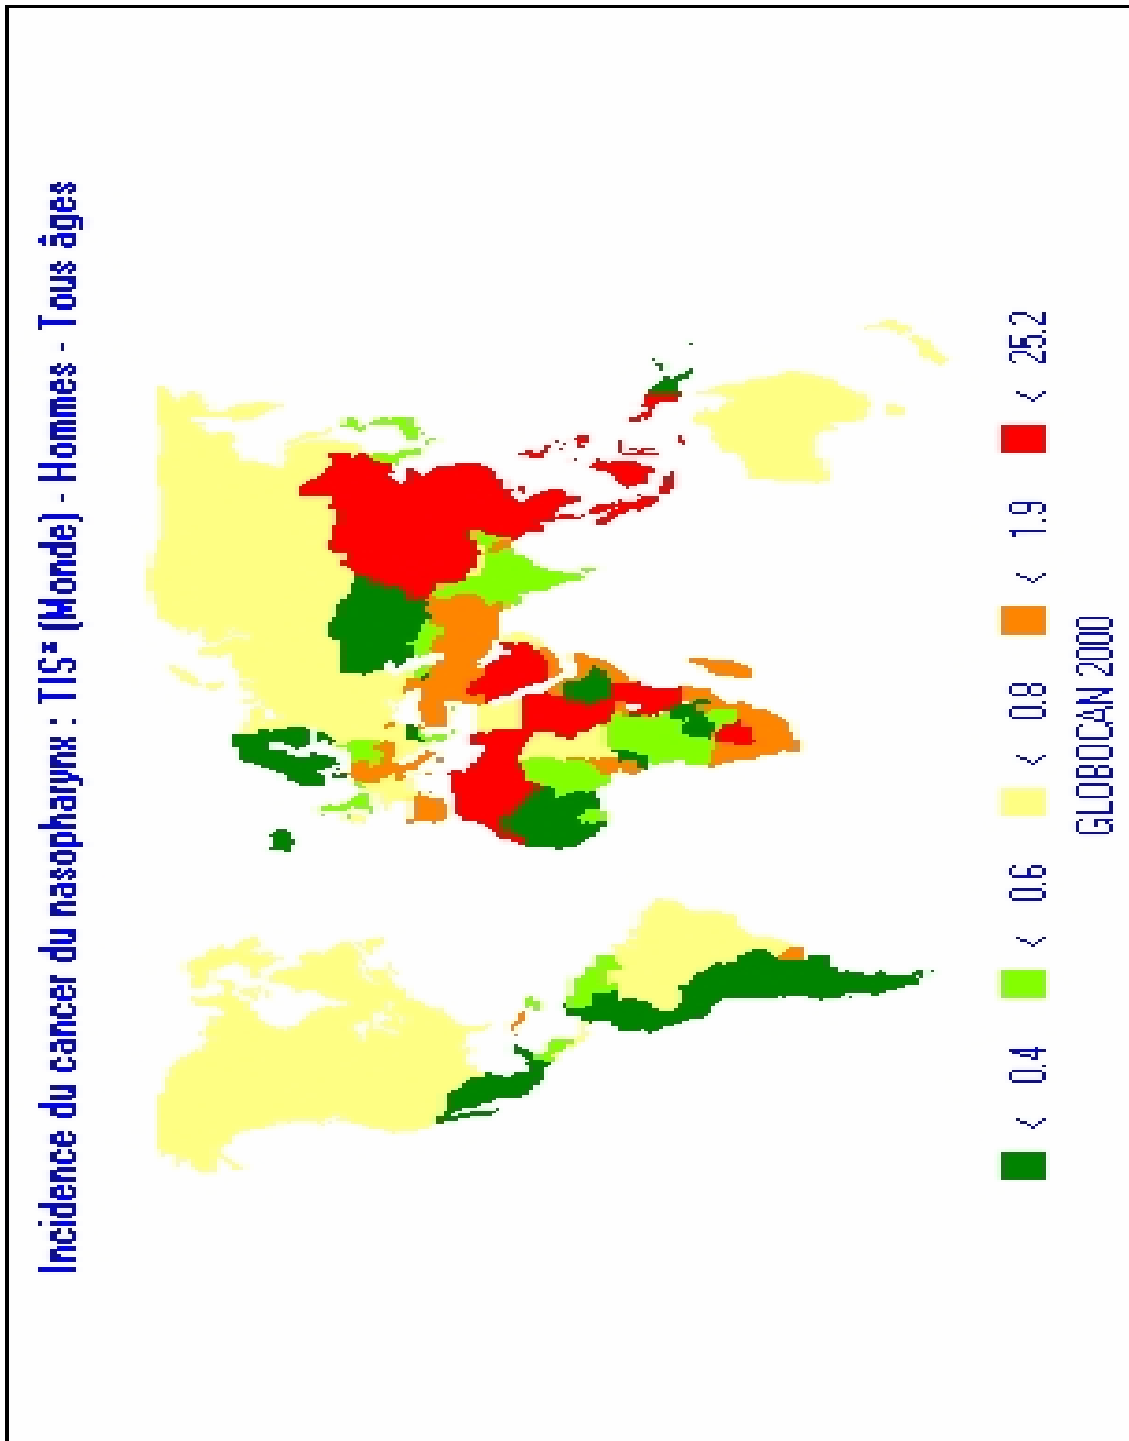 Incidence du cancer du nasopharynx : TIS* (Monde) - Hommes - Tous âges
< 0.4 < 0.6 < 0.8 < 1.9 < 25.2
GLOBOCAN 2000